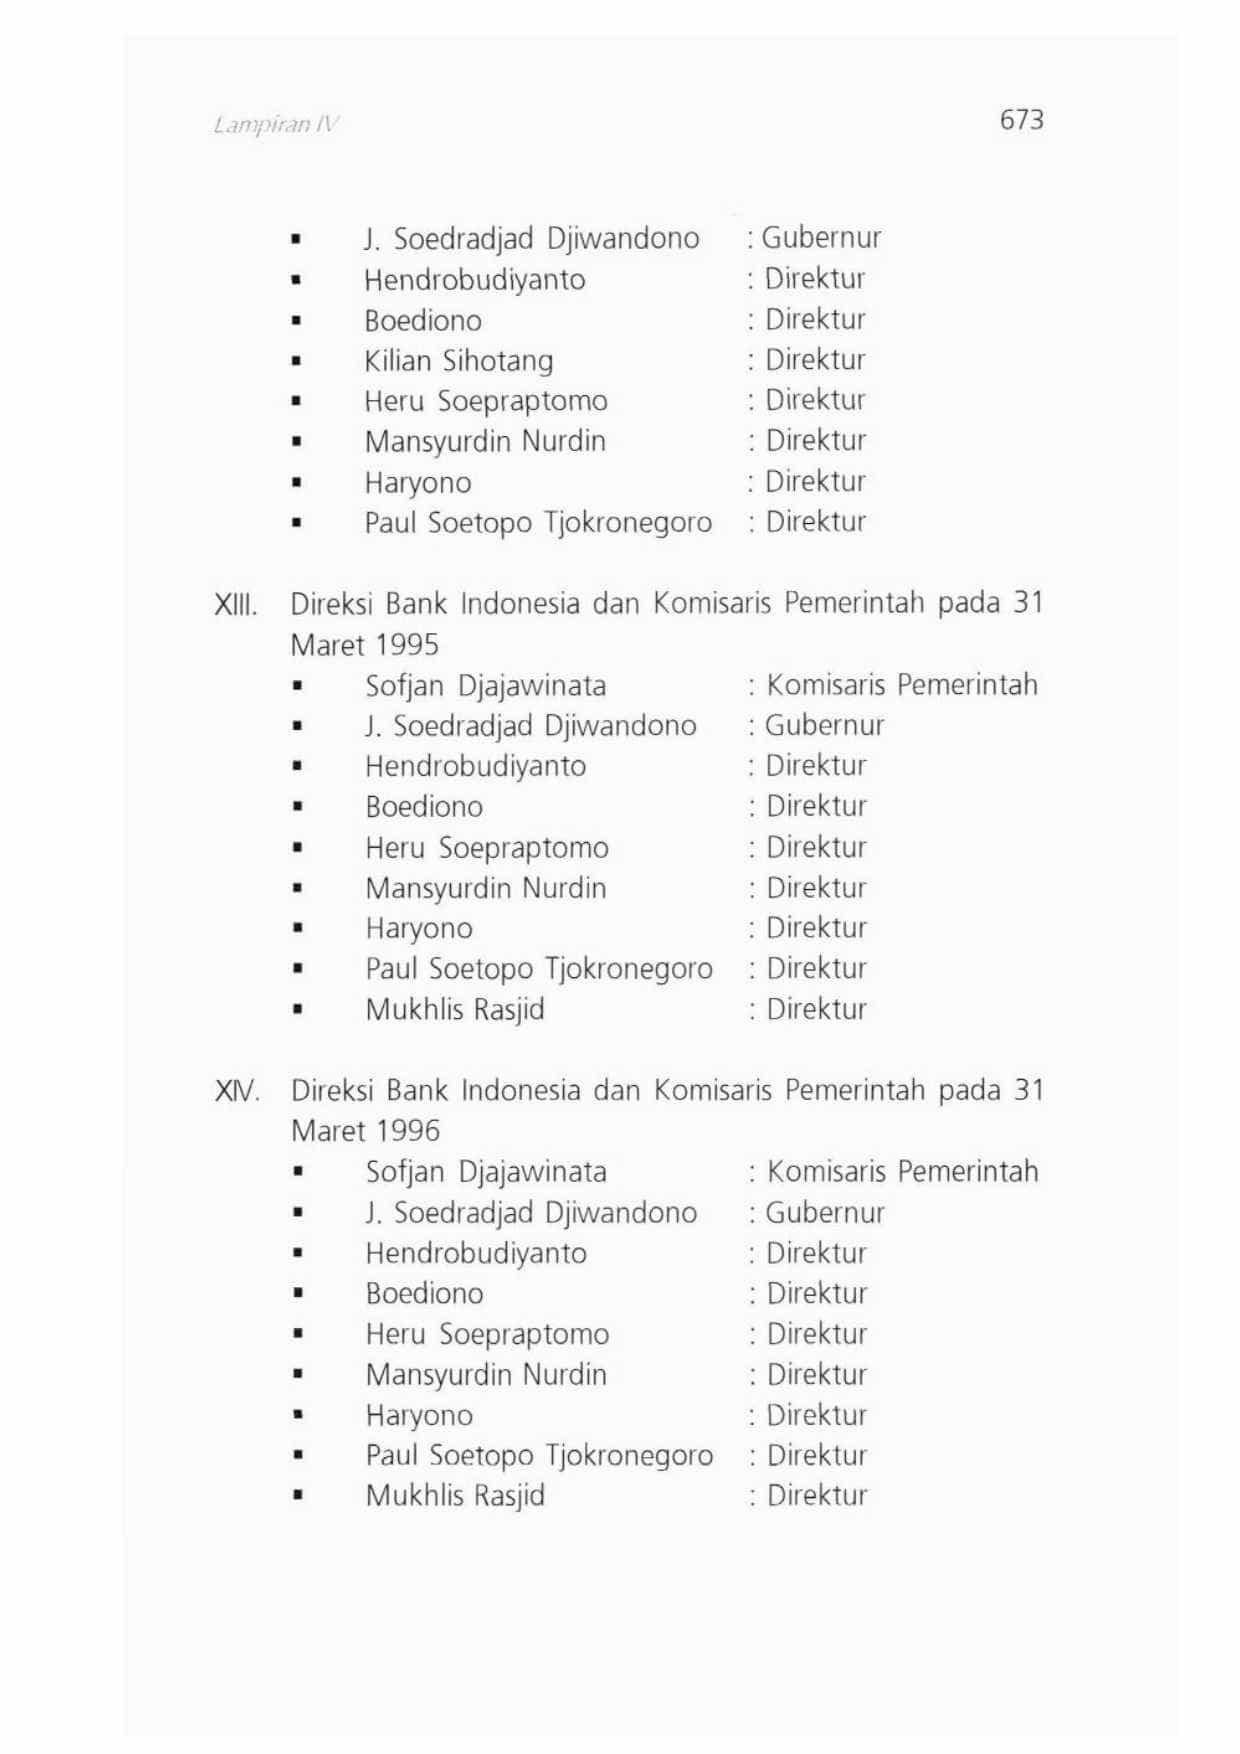 Lampiran IV 673
▪ J. Soedradjad Djiwandono : Gubernur
▪ Hendrobudiyanto : Direktur
▪ Boediono : Direktur
▪ Kilian Sihotang : Direktur
▪ Heru Soepraptomo : Direktur
▪ Mansyurdin Nurdin : Direktur
▪ Haryono : Direktur
▪ Paul Soetopo Tjokronegoro : Direktur
XIII. Direksi Bank Indonesia dan Komisaris Pemerintah pada 31
Maret 1995
▪ Sofjan Djajawinata : Komisaris Pemerintah
▪ J. Soedradjad Djiwandono : Gubernur
▪ Hendrobudiyanto : Direktur
▪ Boediono : Direktur
▪ Heru Soepraptomo : Direktur
▪ Mansyurdin Nurdin : Direktur
▪ Haryono : Direktur
▪ Paul Soetopo Tjokronegoro : Direktur
▪ Mukhlis Rasjid : Direktur
XIV. Direksi Bank Indonesia dan Komisaris Pemerintah pada 31
Maret 1996
▪ Sofjan Djajawinata : Komisaris Pemerintah
▪ J. Soedradjad Djiwandono : Gubernur
▪ Hendrobudiyanto : Direktur
▪ Boediono : Direktur
▪ Heru Soepraptomo : Direktur
▪ Mansyurdin Nurdin : Direktur
▪ Haryono : Direktur
▪ Paul Soetopo Tjokronegoro : Direktur
▪ Mukhlis Rasjid : Direktur